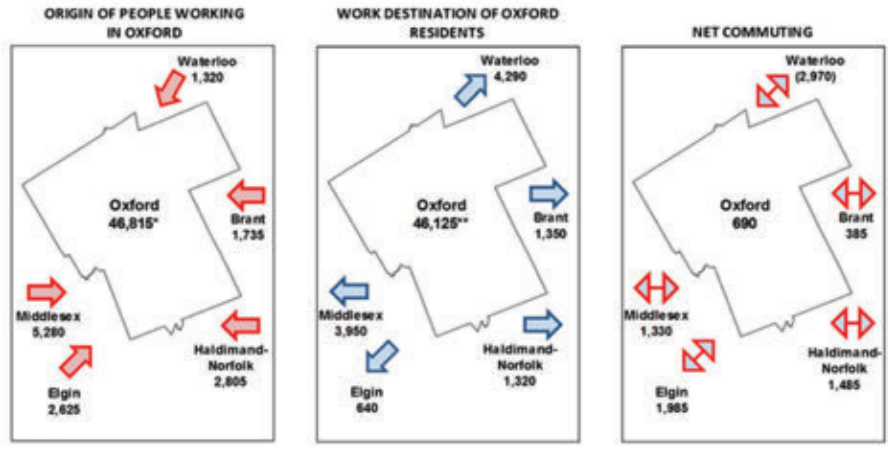 ORIGIN OF PEOPLE WORKING
IN OXFORD
Waterloo
1,320
Oxford
46,815*
Brant
1,735
Middlesex
5,280
Haldimand-
Norfolk
2,805
Elgin
2,625
WORK DESTINATION OF OXFORD
RESIDENTS
Waterloo
4,290
Oxford
46,125**
Brant
1,350
Middlesex
3,950
Haldimand-
Norfolk
1,320
Elgin
640
NET COMMUTING
Waterloo
(2,970)
Oxford
690
Brant
385
Middlesex
1,330
Haldimand-
Norfolk
1,485
Elgin
1,985